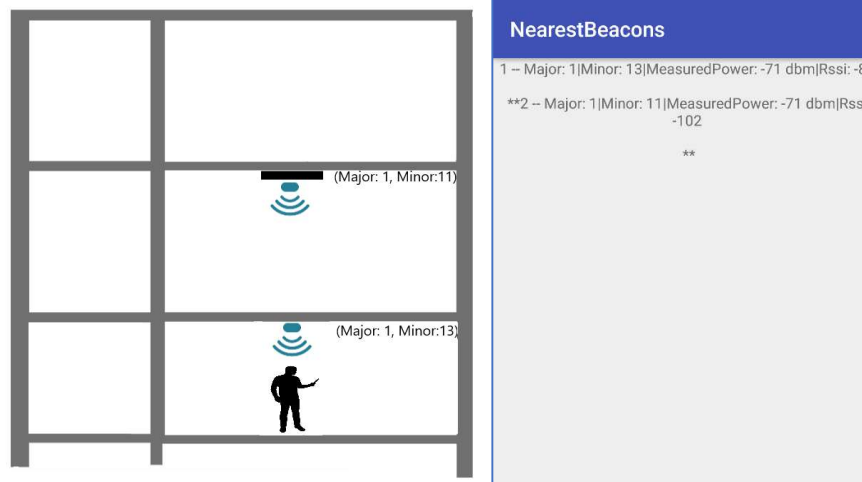 NearestBeacons
1 -- Major: 1|Minor: 13|MeasuredPower: -71 dbm|Rssi: -8
**2 -- Major: 1|Minor: 11|MeasuredPower: -71 dbm|Rss
-102
**
(Major: 1, Minor:11)
(Major: 1, Minor:13)